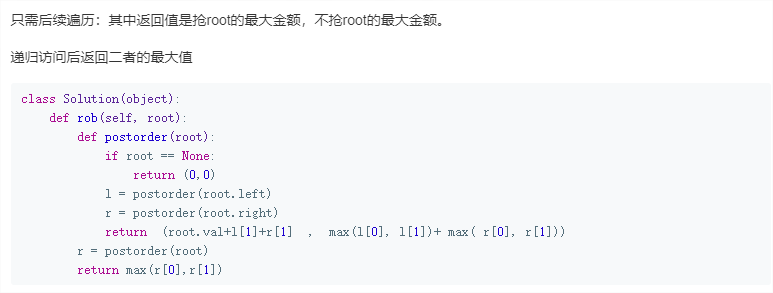 只需后续遍历：其中返回值是抢root的最大金额，不抢root的最大金额。
递归访问后返回二者的最大值
class Solution(object):
    def rob(self, root):
        def postorder(root):
            if root == None:
                return (0,0)
            l = postorder(root.left)
            r = postorder(root.right)
            return  (root.val+l[1]+r[1]  ,  max(l[0], l[1])+ max( r[0], r[1]))
        r = postorder(root)
        return max(r[0],r[1])